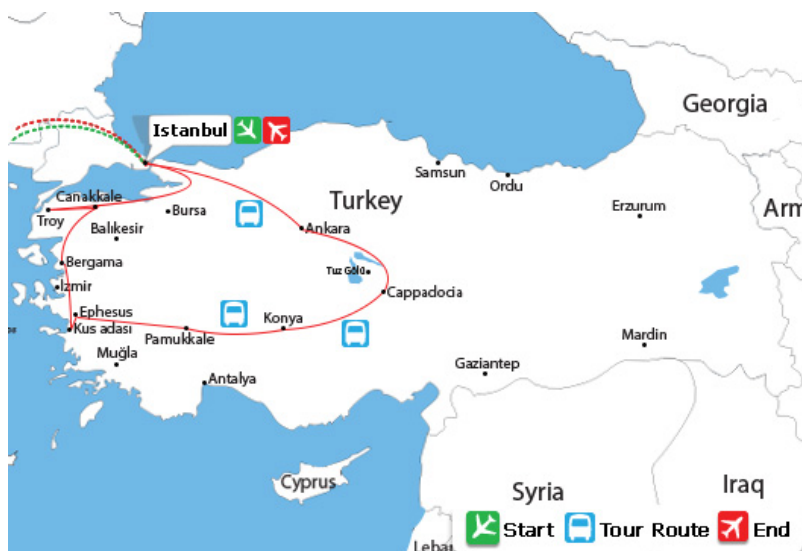 Georgia
Istanbul
Samsun
Ordu
Turkey
Canakkale
Troy
Bursa
Erzurum
Arm
Ankara
Balıkesir
Bergama
Tuz Gölü
İzmir
Cappadocia
Ephesus
Kus adası
Konya
Pamukkale
Mardin
Muğla
Gaziantep
Antalya
Cyprus
Syria
Iraq
Start
Tour Route
End
Leba